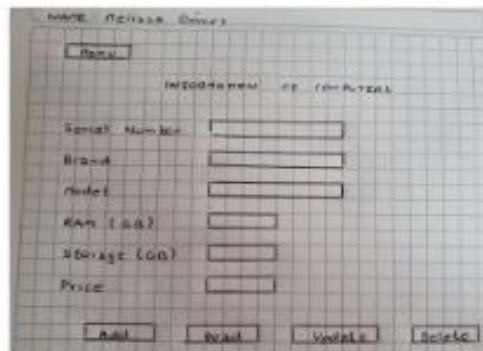 NAME Melissa
Menu
INFORMATION OF COMPUTERS
Serial Number
Brand
Model
RAM (GB)
Storage (GB)
Price
Add Read Update Delete